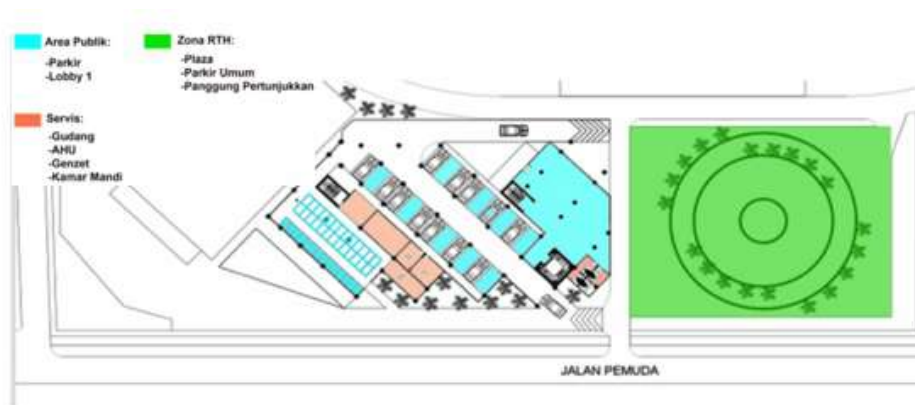 Area Publik:
-Parkir
-Lobby 1
Zona RTH:
-Plaza
-Parkir Umum
-Panggung Pertunjukkan
Servis:
-Gudang
-AHU
-Genzet
-Kamar Mandi
JALAN PEMUDA